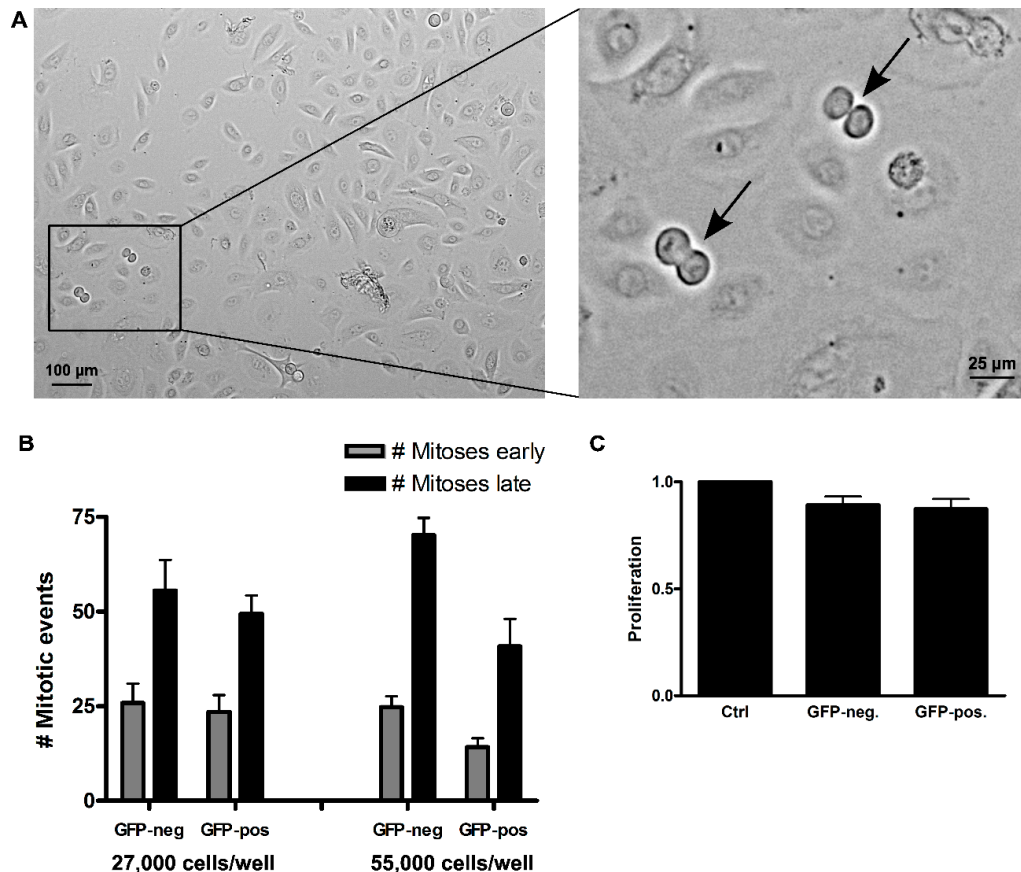 A
100 µm
25 µm
B
# Mitoses early
# Mitoses late
# Mitotic events
75
50
25
0
GFP-neg GFP-pos GFP-neg GFP-pos
27,000 cells/well 55,000 cells/well
C
Proliferation
1.0
0.5
0.0
Ctrl GFP-neg. GFP-pos.